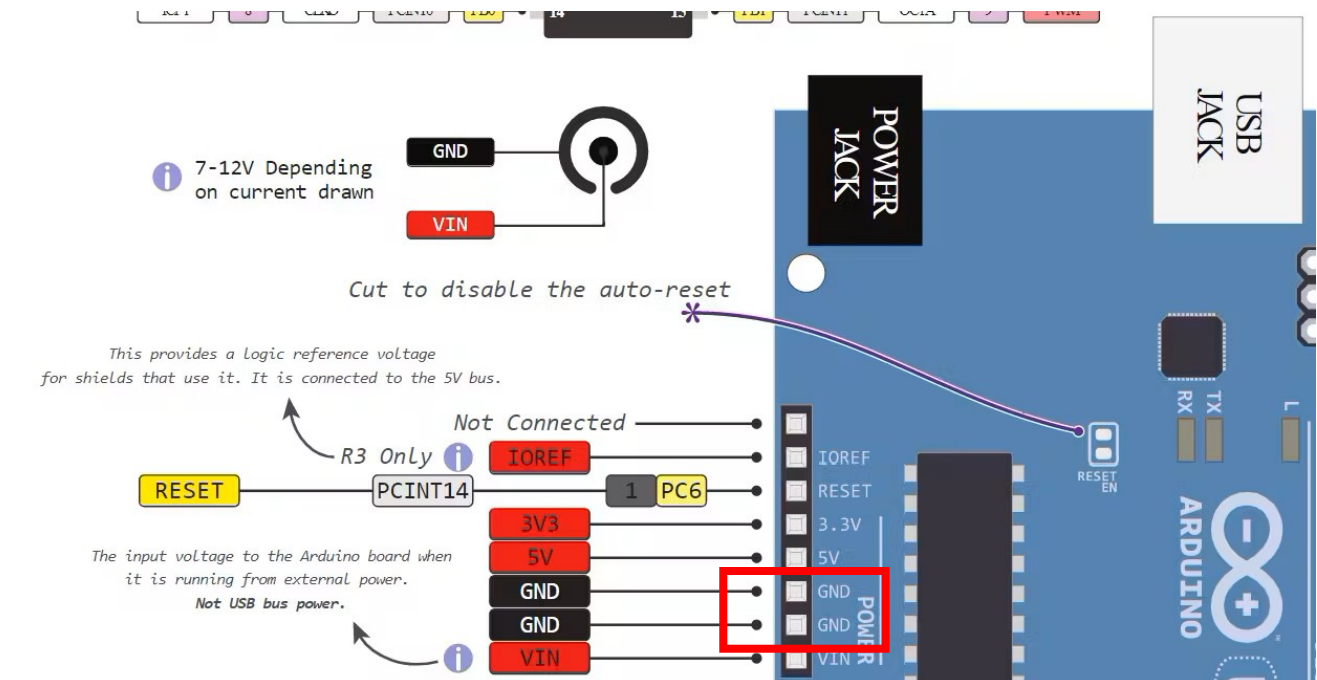 14
15
GND
7-12V Depending
on current drawn
VIN
POWER
JACK
USB
JACK
Cut to disable the auto-reset
*
This provides a logic reference voltage
for shields that use it. It is connected to the 5V bus.
Not Connected
R3 Only i IOREF
IOREF
RESET PCINT14 1 PC6
RESET
3V3
3.3V
5V
5V
The input voltage to the Arduino board when
it is running from external power.
Not USB bus power.
GND
GND
GND
GND
VIN
VIN
POWER
RX
TX
L
RESET
EN
ARDUINO